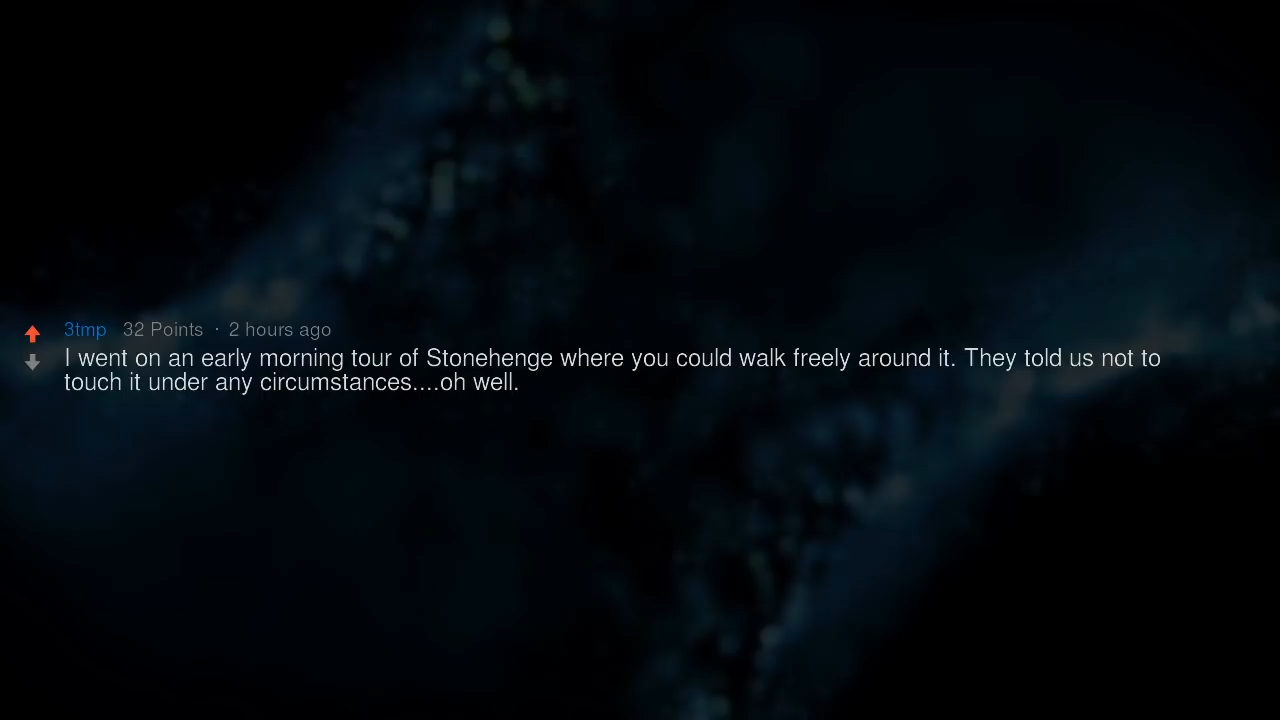 3tmp 32 Points · 2 hours ago
I went on an early morning tour of Stonehenge where you could walk freely around it. They told us not to
touch it under any circumstances....oh well.